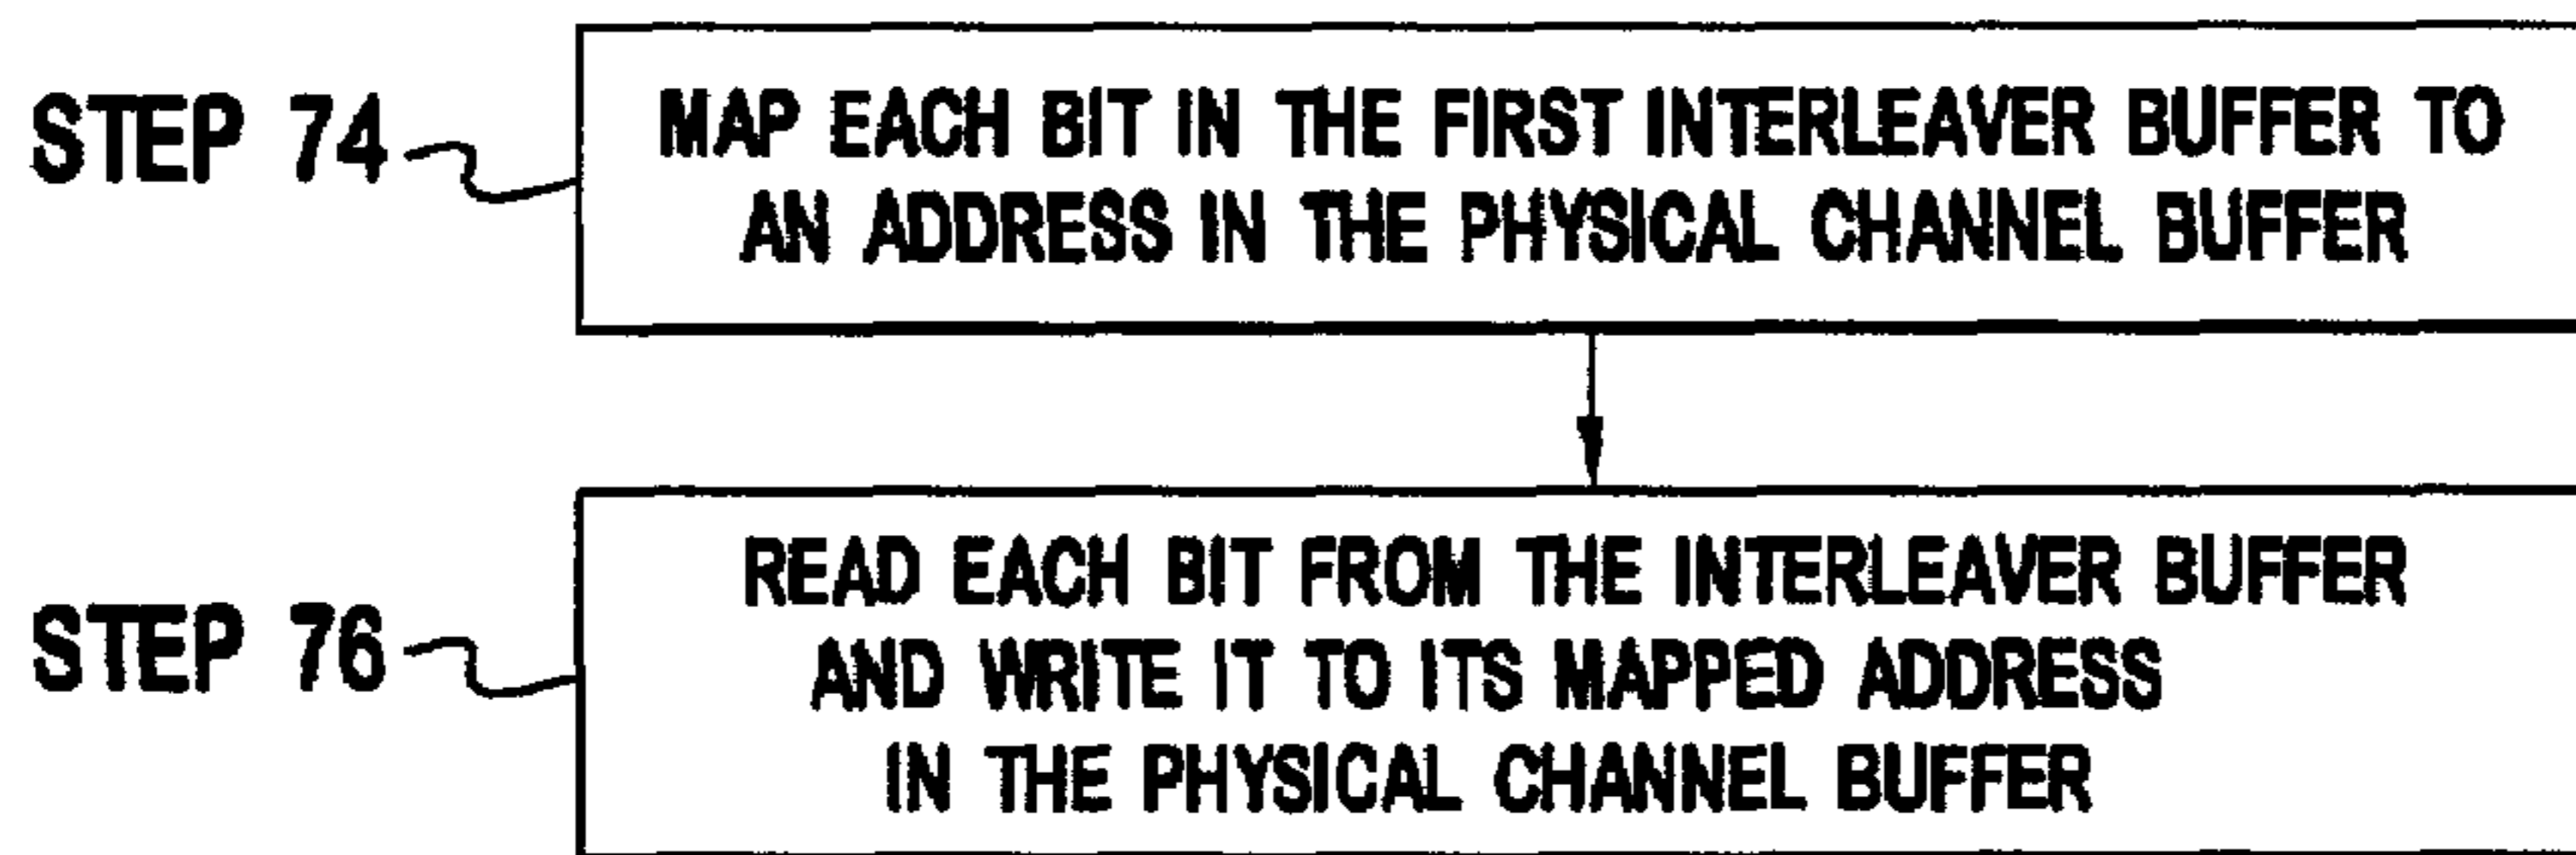 STEP 74
MAP EACH BIT IN THE FIRST INTERLEAVER BUFFER TO
AN ADDRESS IN THE PHYSICAL CHANNEL BUFFER
STEP 76
READ EACH BIT FROM THE INTERLEAVER BUFFER
AND WRITE IT TO ITS MAPPED ADDRESS
IN THE PHYSICAL CHANNEL BUFFER